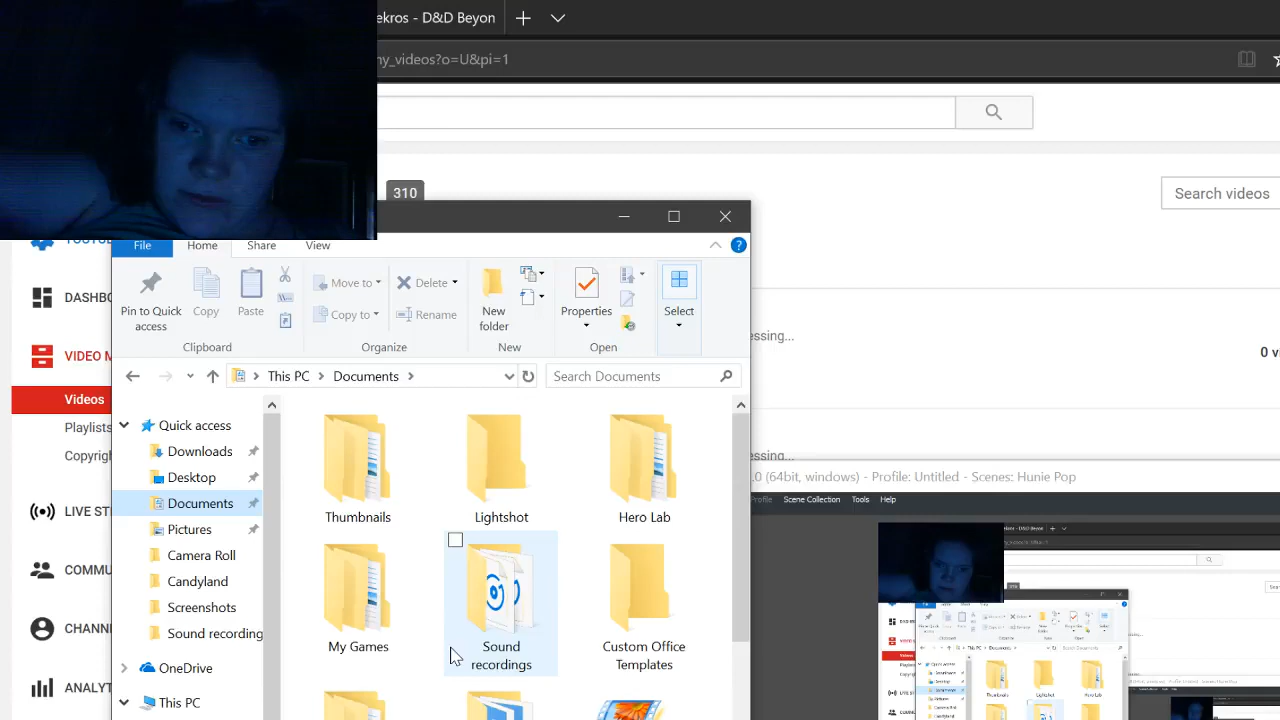 ekros - D&D Beyon
ny_videos?o=U&pi=1
310
Search videos
File Home Share View
Pin to Quick access
Copy
Paste
Move to
Copy to
Delete
Rename
New folder
Properties
Select
Clipboard Organize New Open
This PC Documents Search Documents
DASHBO
VIDEO M
Videos
Playlists
Copyrigh
LIVE ST
COMMU
CHANN
ANALYT
Quick access
Downloads
Desktop
Documents
Pictures
Camera Roll
Candyland
Screenshots
Sound recording
OneDrive
This PC
Thumbnails Lightshot Hero Lab
My Games Sound recordings Custom Office Templates
essing...
0 vi
essing...
.0 (64bit, windows) - Profile: Untitled - Scenes: Hunie Pop
Profile Scene Collection Tools Help